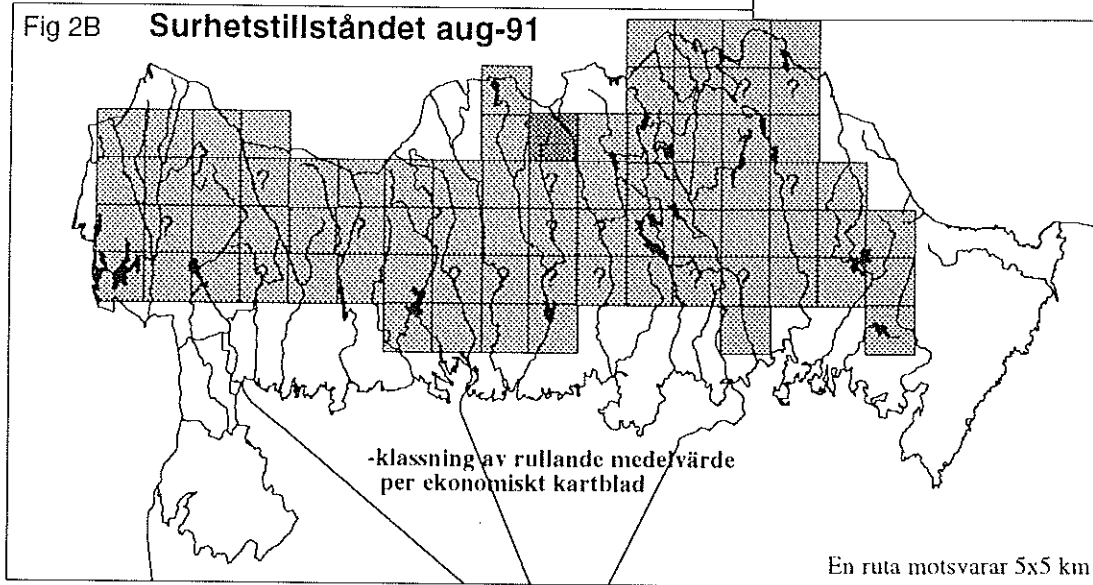 Fig 2B Surhetstillståndet aug-91
? ?
?
? ?
? ? ? ?
? ? ? ? ? ? ?
-klassning av rullande medelvärde
per ekonomiskt kartblad
En ruta motsvarar 5x5 km